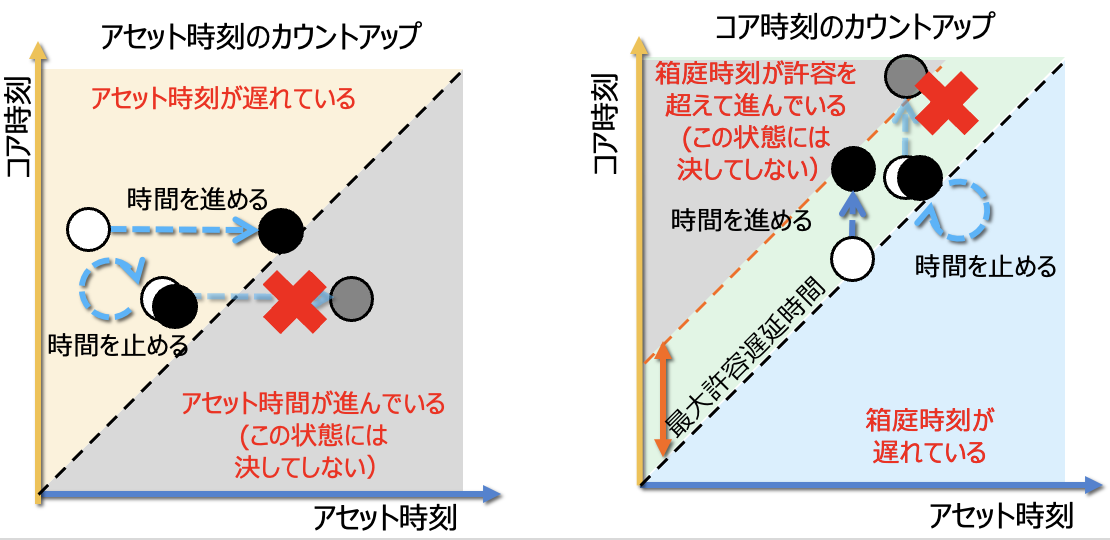 アセット時刻のカウントアップ
コア時刻
アセット時刻が遅れている
時間を進める
時間を止める
アセット時間が進んでいる
(この状態には
決してしない)
アセット時刻
コア時刻のカウントアップ
コア時刻
箱庭時刻が許容を
超えて進んでいる
(この状態には
決してしない)
時間を進める
時間を止める
最大許容遅延時間
箱庭時刻が
遅れている
アセット時刻